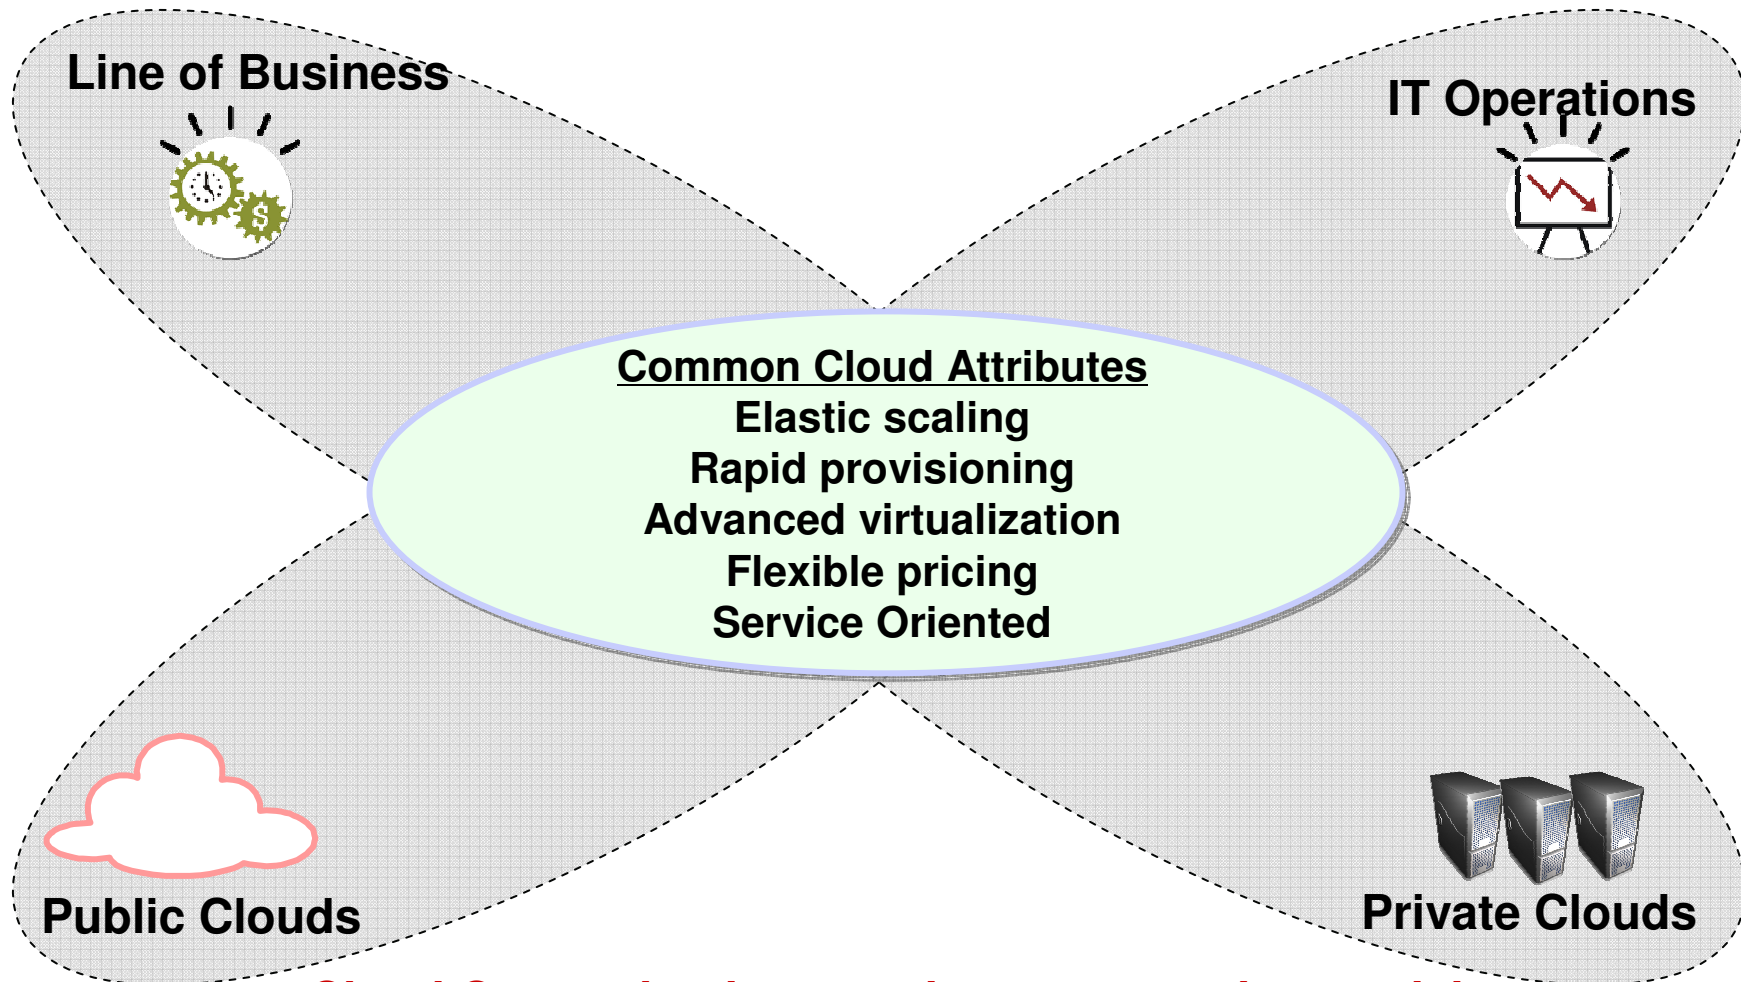 Line of Business
IT Operations
$
Common Cloud Attributes
Elastic scaling
Rapid provisioning
Advanced virtualization
Flexible pricing
Service Oriented
Public Clouds
Private Clouds